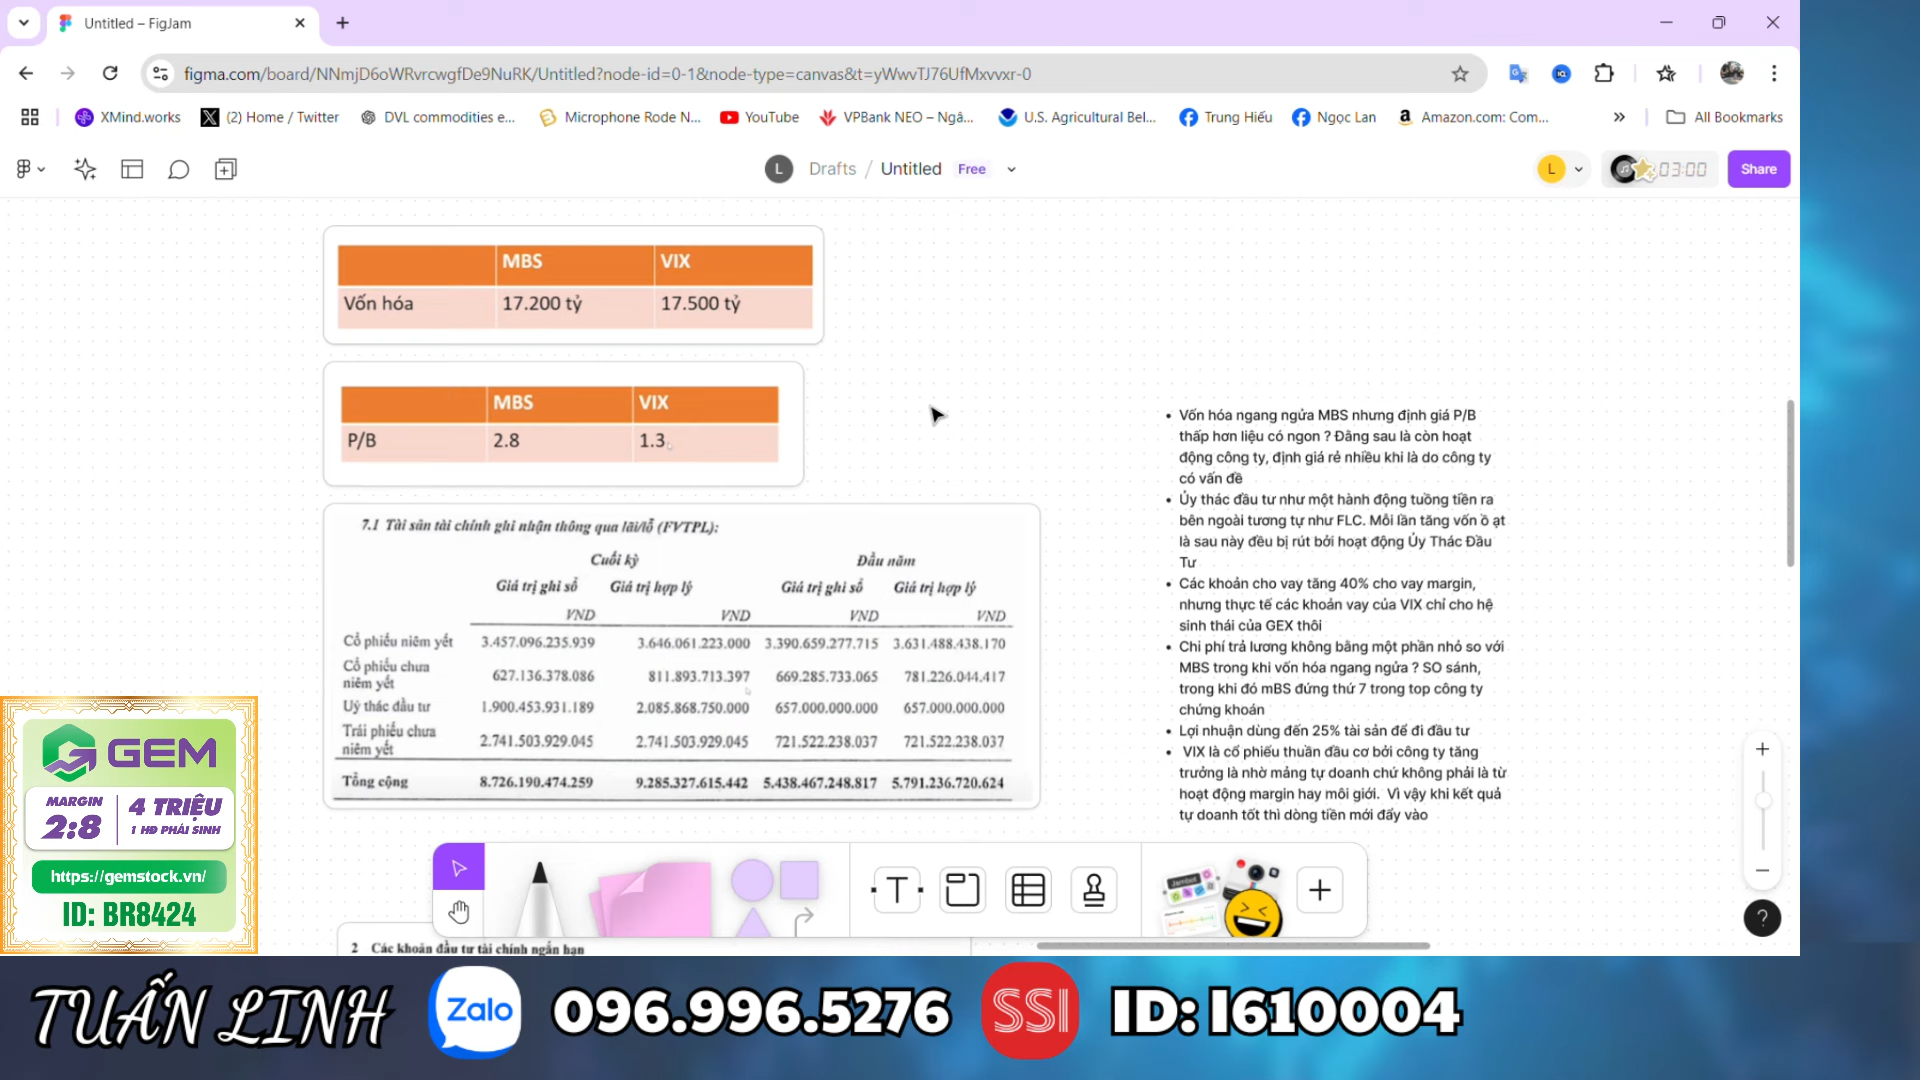 Untitled – FigJam
figma.com/board/NNmjD6oWRvrcwgfDe9NuRK/Untitled?node-id=0-1&node-type=canvas&t=yWwvTJ76UfMxvvxr-0
XMind.works
(2) Home / Twitter
DVL commodities e...
Microphone Rode N...
YouTube
VPBank NEO – Ngâ...
U.S. Agricultural Bel...
Trung Hiếu
Ngọc Lan
Amazon.com: Com...
All Bookmarks
L Drafts / Untitled Free
L
03:00
Share
MBS VIX
Vốn hóa 17.200 tỷ 17.500 tỷ
MBS VIX
P/B 2.8 1.3
7.1 Tài sản tài chính ghi nhận thông qua lãi/lỗ (FVTPL):
Cuối kỳ Đầu năm
Giá trị ghi sổ Giá trị hợp lý Giá trị ghi sổ Giá trị hợp lý
VND VND VND VND
Cổ phiếu niêm yết 3.457.096.235.939 3.646.061.223.000 3.390.659.277.715 3.631.488.438.170
Cổ phiếu chưa
niêm yết 627.136.378.086 811.893.713.397 669.285.733.065 781.226.044.417
Uỷ thác đầu tư 1.900.453.931.189 2.085.868.750.000 657.000.000.000 657.000.000.000
Trái phiếu chưa
niêm yết 2.741.503.929.045 2.741.503.929.045 721.522.238.037 721.522.238.037
Tổng cộng 8.726.190.474.259 9.285.327.615.442 5.438.467.248.817 5.791.236.720.624
2 Các khoản đầu tư tài chính ngắn hạn
• Vốn hóa ngang ngửa MBS nhưng định giá P/B
thấp hơn liệu có ngon ? Đằng sau là còn hoạt
động công ty, định giá rẻ nhiều khi là do công ty
có vấn đề
• Ủy thác đầu tư như một hành động tuồng tiền ra
bên ngoài tương tự như FLC. Mỗi lần tăng vốn ồ ạt
là sau này đều bị rút bởi hoạt động Ủy Thác Đầu
Tư
• Các khoản cho vay tăng 40% cho vay margin,
nhưng thực tế các khoản vay của VIX chỉ cho hệ
sinh thái của GEX thôi
• Chi phí trả lương không bằng một phần nhỏ so với
MBS trong khi vốn hóa ngang ngửa ? SO sánh,
trong khi đó mBS đứng thứ 7 trong top công ty
chứng khoán
• Lợi nhuận dùng đến 25% tài sản để đi đầu tư
• VIX là cổ phiếu thuần đầu cơ bởi công ty tăng
trưởng là nhờ mảng tự doanh chứ không phải là từ
hoạt động margin hay môi giới. Vì vậy khi kết quả
tự doanh tốt thì dòng tiền mới đẩy vào
GEM
MARGIN
2:8
4 TRIỆU
1 HĐ PHÁI SINH
https://gemstock.vn/
ID: BR8424
TUẤN LINH
Zalo
096.996.5276
SSI
ID: I610004